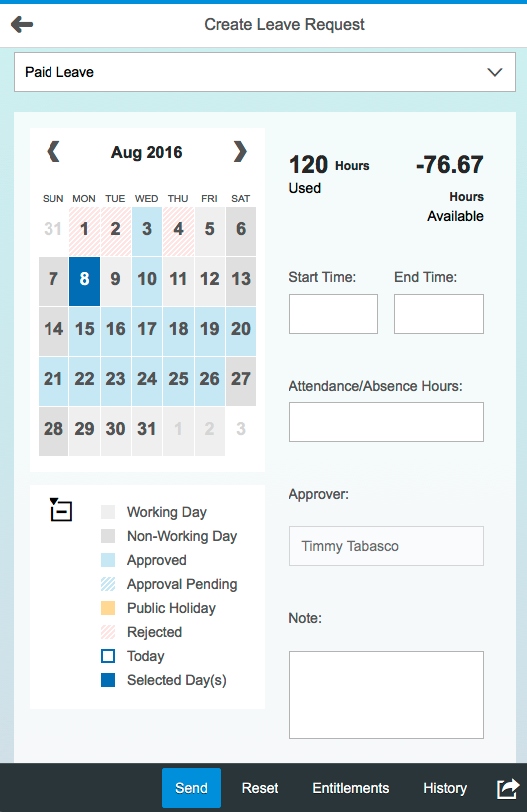 Create Leave Request
Paid Leave
Aug 2016
SUN MON TUE WED THU FRI SAT
31 1 2 3 4 5 6
7 8 9 10 11 12 13
14 15 16 17 18 19 20
21 22 23 24 25 26 27
28 29 30 31 1 2 3
Working Day
Non-Working Day
Approved
Approval Pending
Public Holiday
Rejected
Today
Selected Day(s)
120 Hours
Used
-76.67
Hours
Available
Start Time: End Time:
Attendance/Absence Hours:
Approver:
Timmy Tabasco
Note:
Send Reset Entitlements History